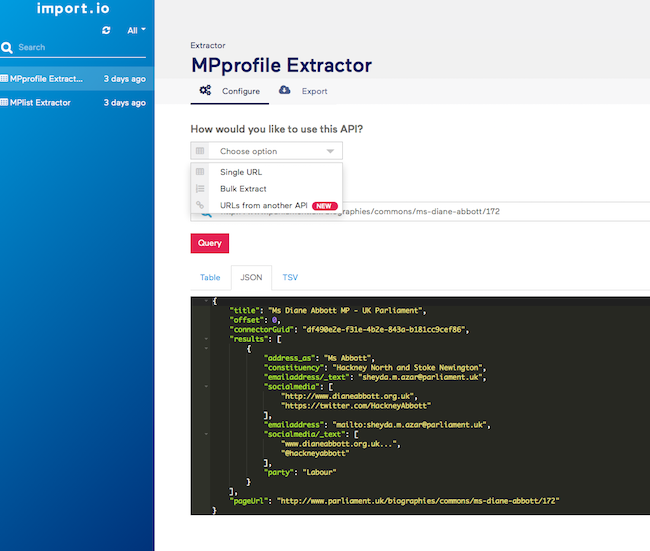 import.io
All
Search
MPprofile Extrac... 3 days ago
MPlist Extractor 3 days ago
Extractor
MPprofile Extractor
Configure Export
How would you like to use this API?
Choose option
Single URL
Bulk Extract
URLs from another API NEW
biographies/commons/ms-diane-abbott/172
Query
Table JSON TSV
{
"title": "Ms Diane Abbott MP - UK Parliament",
"offset": 0,
"connectorGuid": "df490e2e-f31e-4b2e-843a-b181cc9cef86",
"results": [
{
"address_as": "Ms Abbott",
"constituency": "Hackney North and Stoke Newington",
"emailaddress/_text": "sheyda.m.azar@parliament.uk",
"socialmedia": [
"http://www.dianeabbott.org.uk",
"https://twitter.com/HackneyAbbott"
],
"emailaddress": "mailto:sheyda.m.azar@parliament.uk",
"socialmedia/_text": [
"www.dianeabbott.org.uk...",
"@hackneyabbott"
],
"party": "Labour"
}
],
"pageUrl": "http://www.parliament.uk/biographies/commons/ms-diane-abbott/172"
}